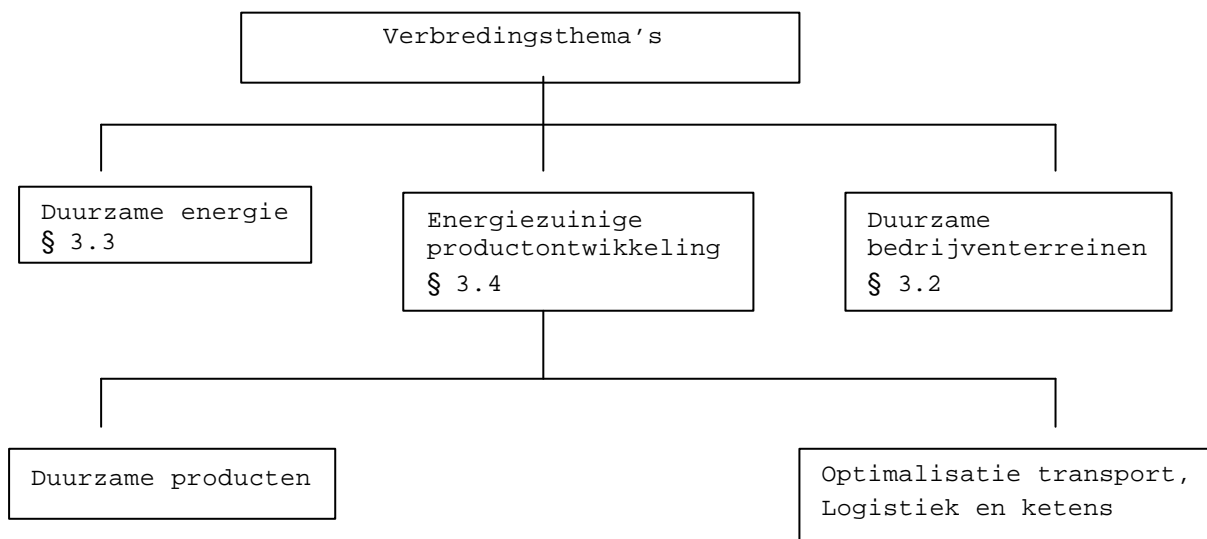 Verbredingsthema's
Duurzame energie
§ 3.3
Energiezuinige
productontwikkeling
§ 3.4
Duurzame
bedrijventerreinen
§ 3.2
Duurzame producten
Optimalisatie transport,
Logistiek en ketens